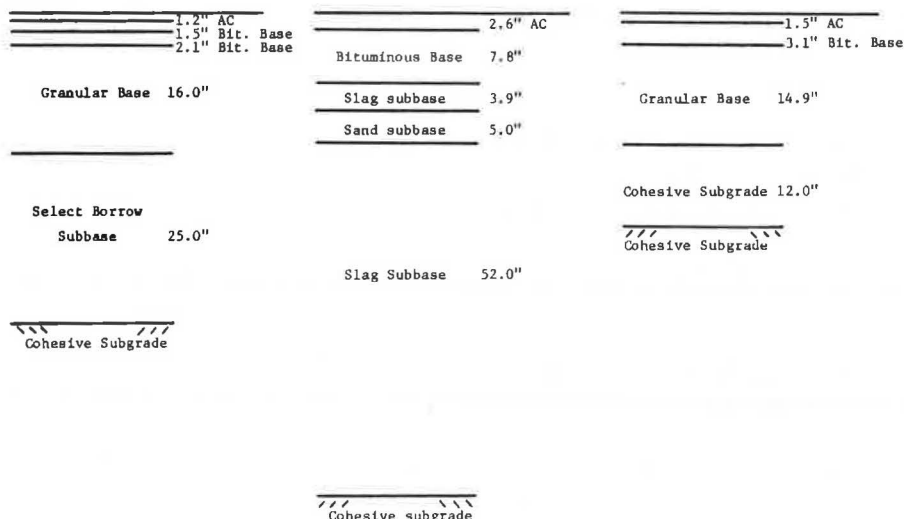 1.2" AC
1.5" Bit. Base
2.1" Bit. Base
Granular Base 16.0"
Select Borrow
Subbase 25.0"
Cohesive Subgrade
2.6" AC
Bituminous Base 7.8"
Slag subbase 3.9"
Sand subbase 5.0"
Slag Subbase 52.0"
Cohesive subgrade
1.5" AC
3.1" Bit. Base
Granular Base 14.9"
Cohesive Subgrade 12.0"
Cohesive Subgrade